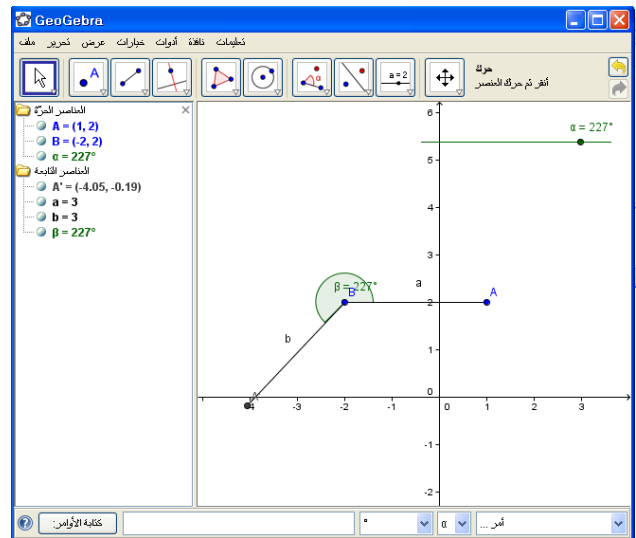 GeoGebra
ملف تحرير عرض خيارات أدوات نافذة تعليمات
حرك
أنقر ثم حرك العنصر
العناصر الحرّة
A = (1, 2)
B = (-2, 2)
α = 227°
العناصر التابعة
A' = (-4.05, -0.19)
a = 3
b = 3
β = 227°
A
α
a = 2
α = 227°
6
5
4
3
2
1
0
-1
-2
β = 227°
B
a
A
b
A'
-4 -3 -2 -1 0 1 2 3
كتابة الأوامر:
°
α
أمر ...